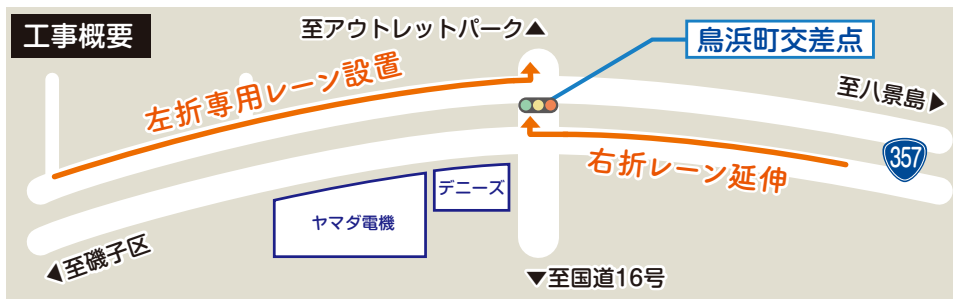 工事概要
至アウトレットパーク▲
鳥浜町交差点
左折専用レーン設置
至八景島▶
357
右折レーン延伸
デニーズ
ヤマダ電機
◀至磯子区
▼至国道16号